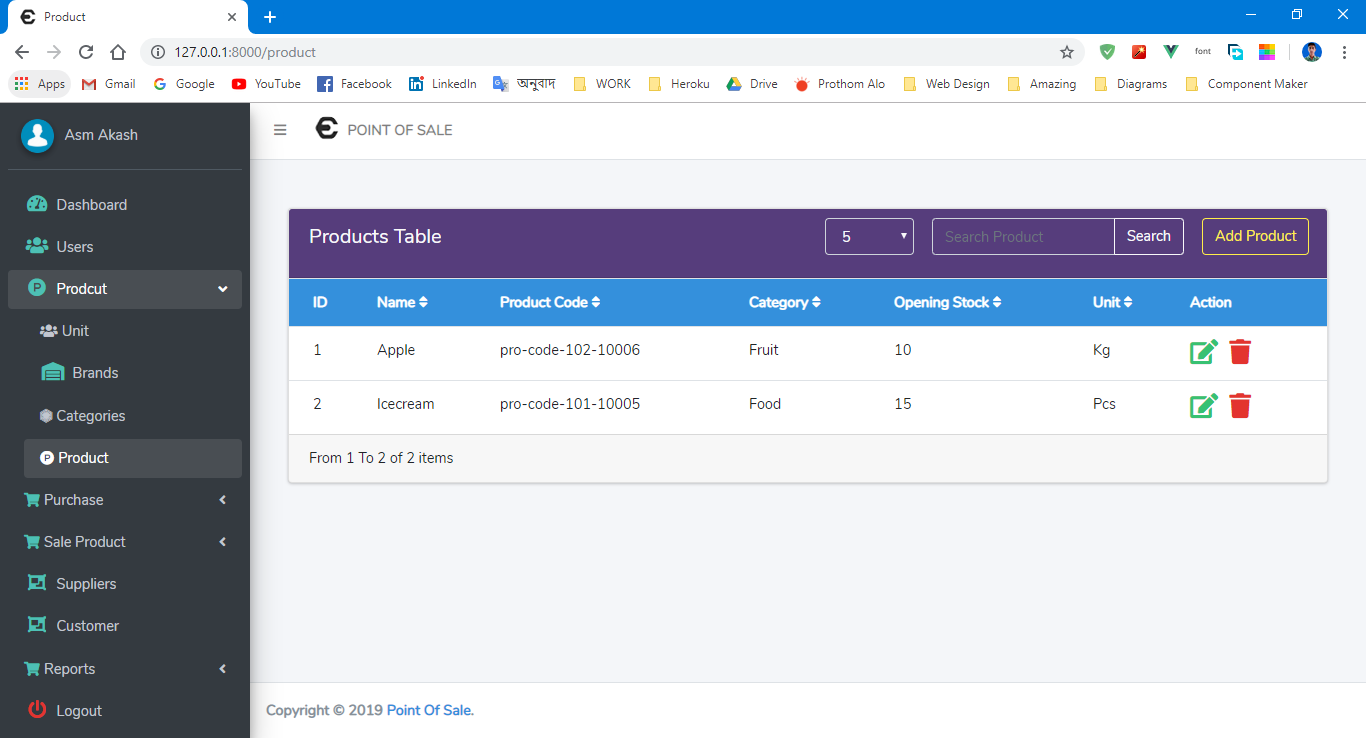 Product
127.0.0.1:8000/product
font
Apps Gmail Google YouTube Facebook LinkedIn অনুবাদ WORK Heroku Drive Prothom Alo Web Design Amazing Diagrams Component Maker
Asm Akash
POINT OF SALE
Dashboard
Users
Prodcut
Unit
Brands
Categories
Product
Purchase
Sale Product
Suppliers
Customer
Reports
Logout
Products Table
5
Search Product
Search
Add Product
ID Name Product Code Category Opening Stock Unit Action
1 Apple pro-code-102-10006 Fruit 10 Kg
2 Icecream pro-code-101-10005 Food 15 Pcs
From 1 To 2 of 2 items
Copyright © 2019 Point Of Sale.